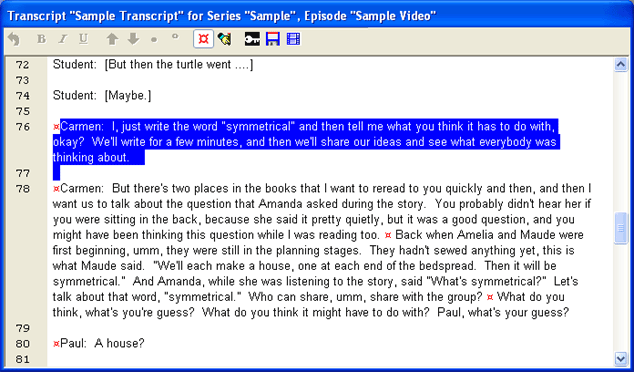 Transcript "Sample Transcript" for Series "Sample", Episode "Sample Video"
B I U
72 Student: [But then the turtle went ....]
73
74 Student: [Maybe.]
75
76 ¤Carmen: I, just write the word "symmetrical" and then tell me what you think it has to do with,
okay? We'll write for a few minutes, and then we'll share our ideas and see what everybody was
thinking about.
77
78 ¤Carmen: But there's two places in the books that I want to reread to you quickly and then, and then I
want us to talk about the question that Amanda asked during the story. You probably didn't hear her if
you were sitting in the back, because she said it pretty quietly, but it was a good question, and you
might have been thinking this question while I was reading too. ¤ Back when Amelia and Maude were
first beginning, umm, they were still in the planning stages. They hadn't sewed anything yet, this is
what Maude said. "We'll each make a house, one at each end of the bedspread. Then it will be
symmetrical." And Amanda, while she was listening to the story, said "What's symmetrical?" Let's
talk about that word, "symmetrical." Who can share, umm, share with the group? ¤ What do you
think, what's you're guess? What do you think it might have to do with? Paul, what's your guess?
79
80 ¤Paul: A house?
81